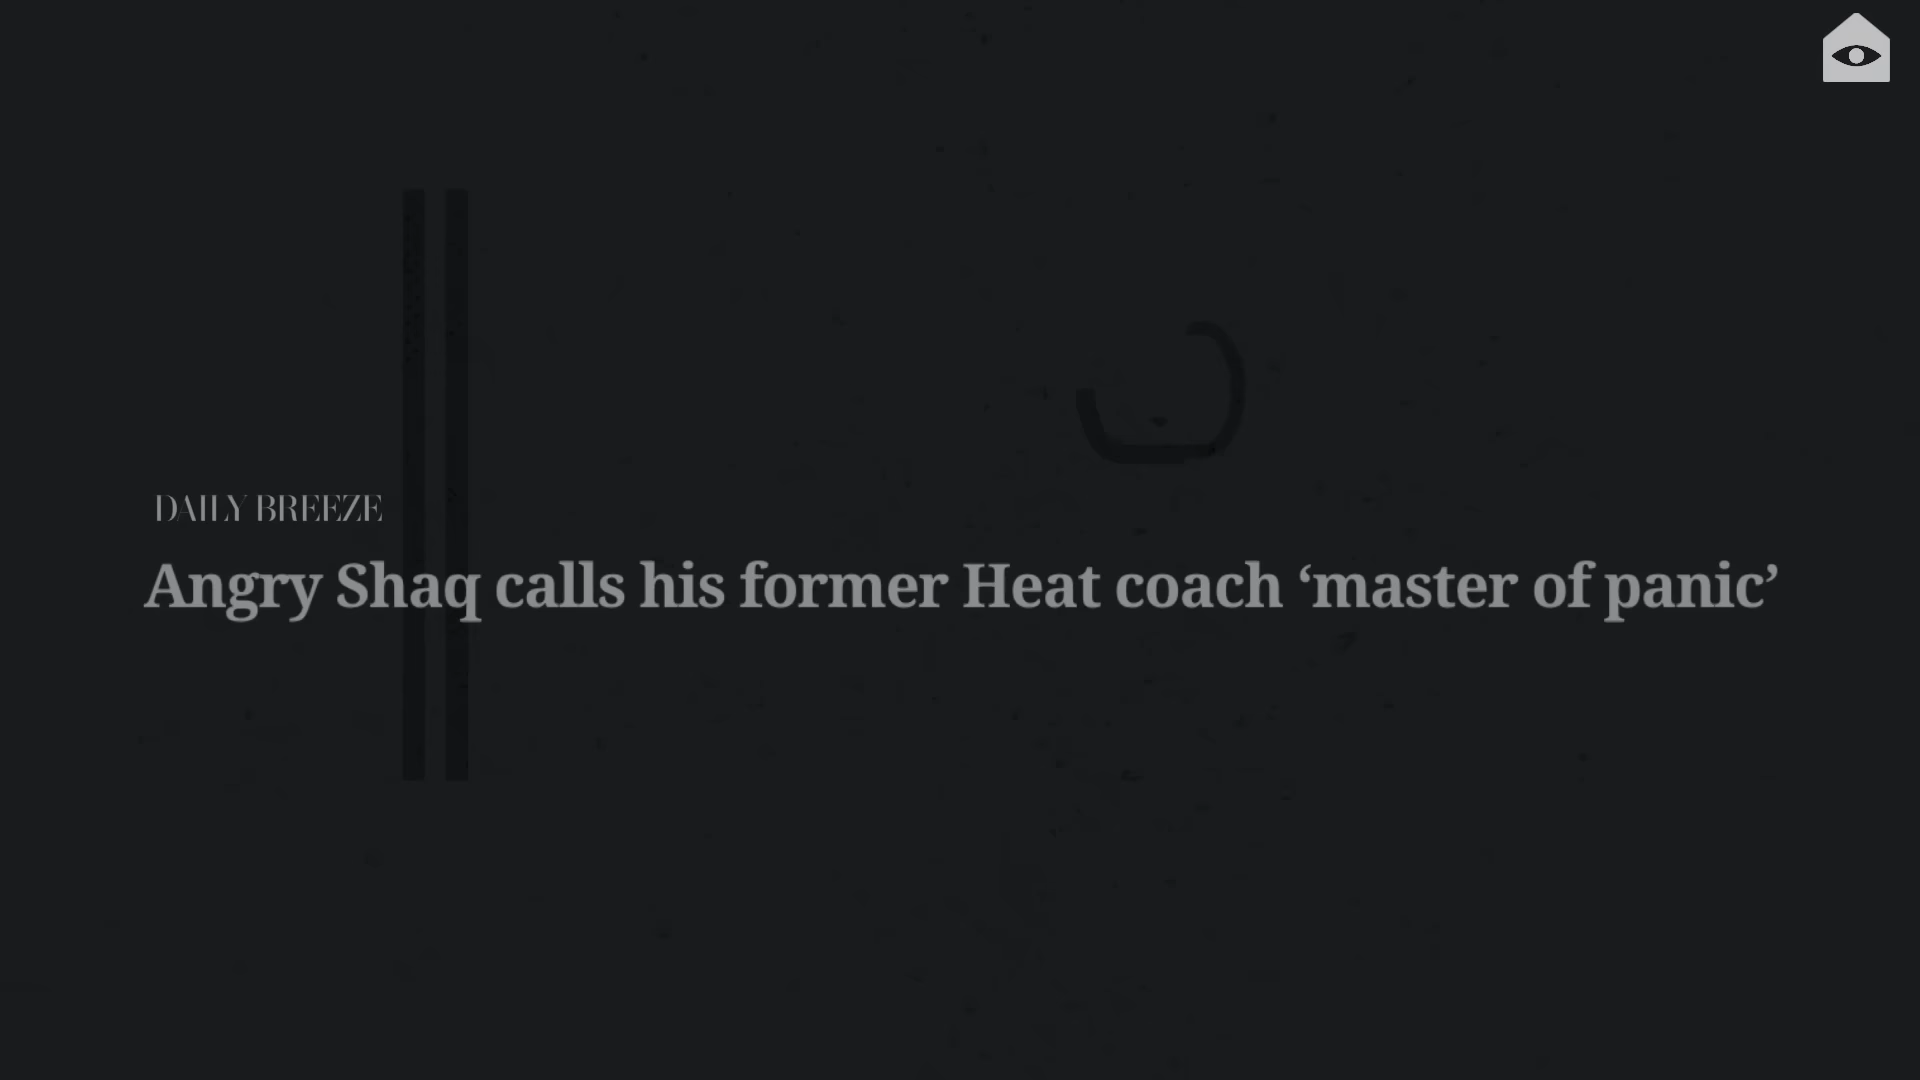 DAILY BREEZE
Angry Shaq calls his former Heat coach ‘master of panic’